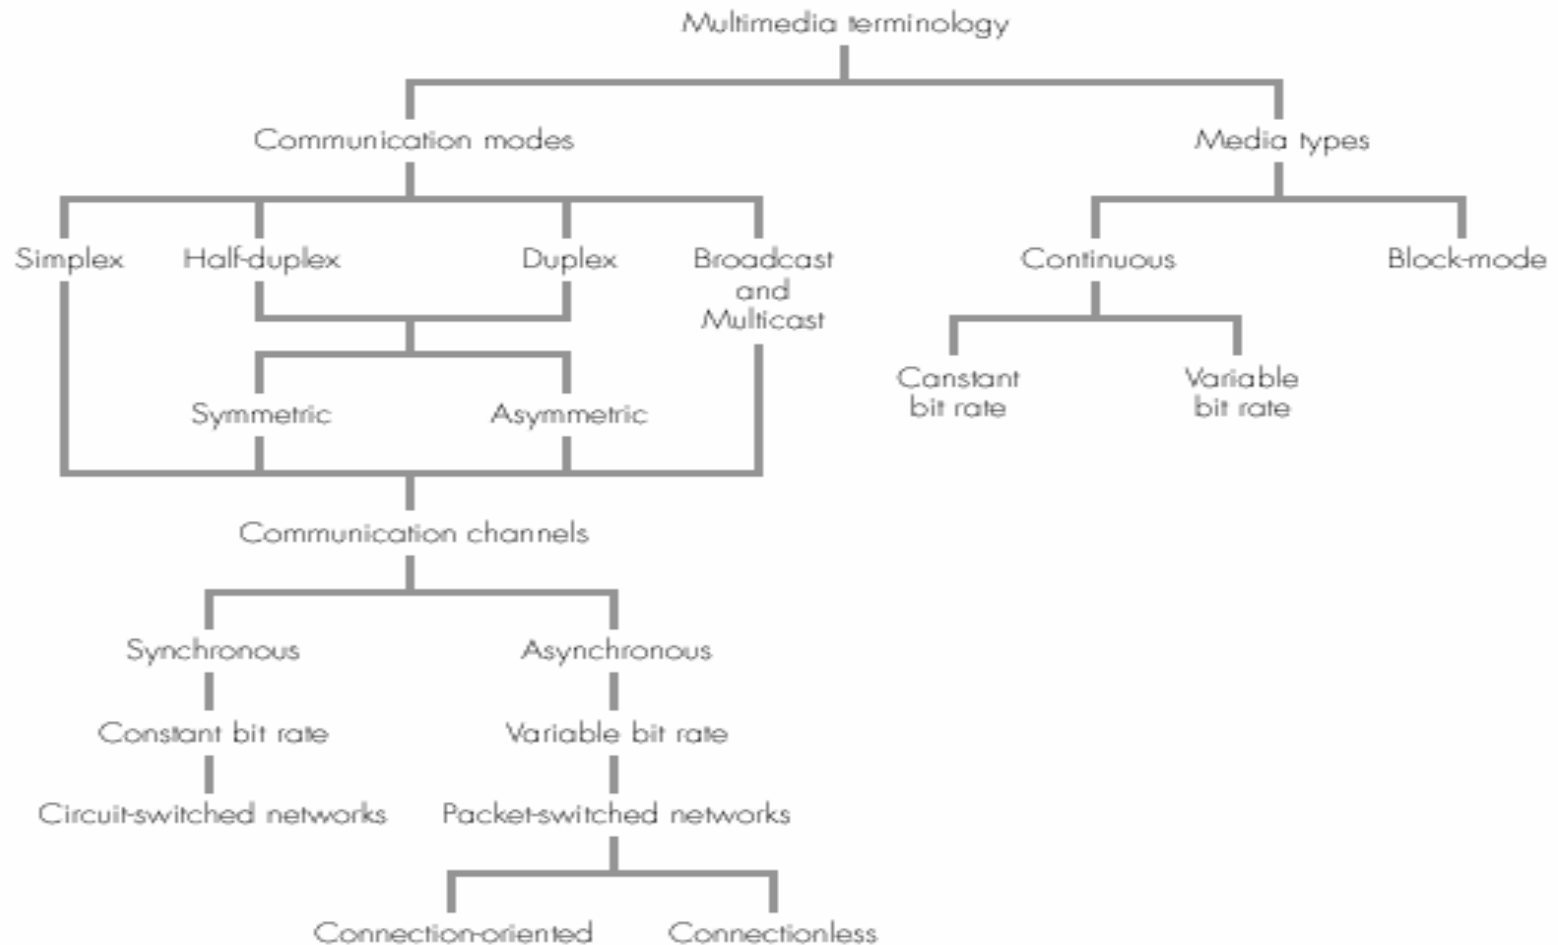 Multimedia terminology
Communication modes
Media types
Simplex
Half-duplex
Duplex
Broadcast
and
Multicast
Continuous
Block-mode
Canstant
bit rate
Variable
bit rate
Symmetric
Asymmetric
Communication channels
Synchronous
Asynchronous
Constant bit rate
Variable bit rate
Circuit-switched networks
Packet-switched networks
Connection-oriented
Connectionless